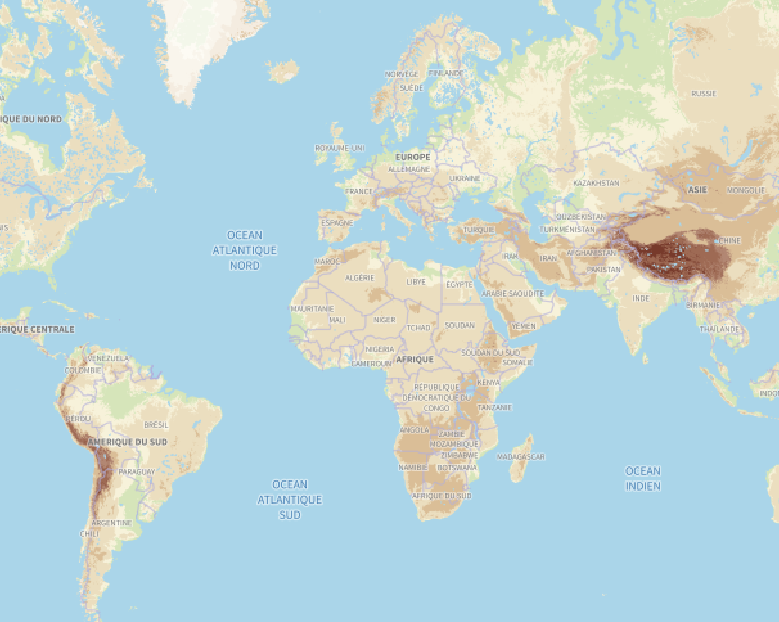 NORVÈGE
FINLANDE
SUÈDE
RUSSIE
IQUE DU NORD
ROYAUME-UNI
EUROPE
ALLEMAGNE
UKRAINE
FRANCE
KAZAKHSTAN
ASIE
MONGOLIE
ESPAGNE
OUZBÉKISTAN
TURKMÉNISTAN
TURQUIE
CHINE
OCÉAN
ATLANTIQUE
NORD
MAROC
IRAK
IRAN
AFGHANISTAN
PAKISTAN
ALGÉRIE
LIBYE
ÉGYPTE
ARABIE SAOUDITE
INDE
BIRMANIE
MAURITANIE
MALI
NIGER
TCHAD
SOUDAN
YÉMEN
THAÏLANDE
ÉRIQUE CENTRALE
NIGERIA
CAMEROUN
AFRIQUE
SOUDAN DU SUD
SOMALIE
VENEZUELA
COLOMBIE
KENYA
RÉPUBLIQUE
DÉMOCRATIQUE DU
CONGO
TANZANIE
INDO
PÉROU
BRÉSIL
AMÉRIQUE DU SUD
ANGOLA
ZAMBIE
MOZAMBIQUE
ZIMBABWE
MADAGASCAR
NAMIBIE
BOTSWANA
PARAGUAY
OCÉAN
ATLANTIQUE
SUD
OCÉAN
INDIEN
AFRIQUE DU SUD
ARGENTINE
CHILI